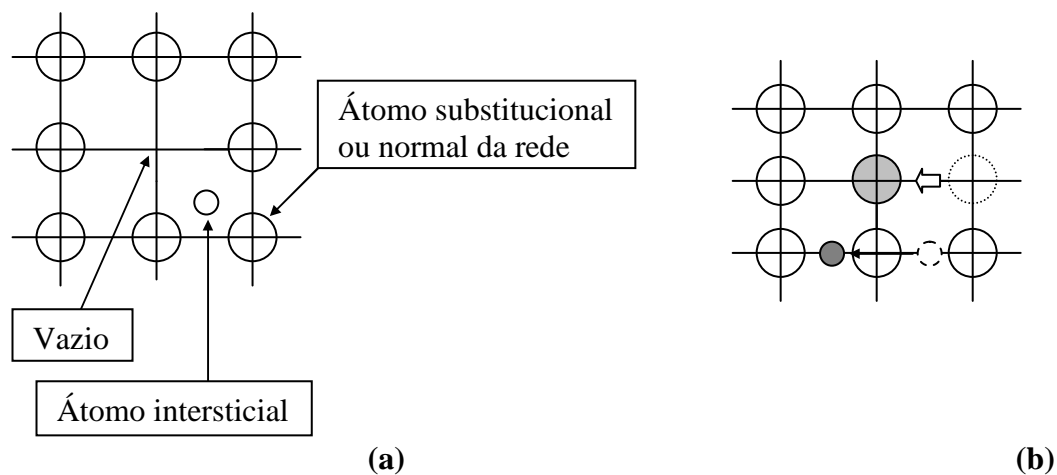 Átomo substitucional
ou normal da rede
Vazio
Átomo intersticial
(a)
(b)